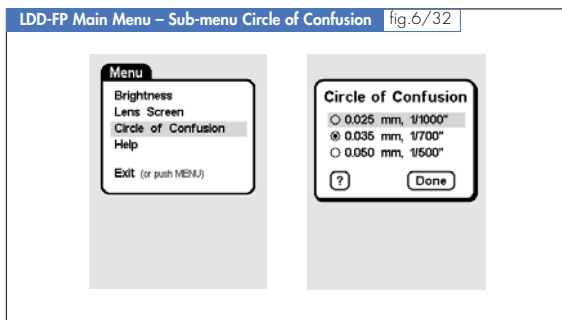 LDD-FP Main Menu – Sub-menu Circle of Confusion fig.6/32
Menu
Brightness
Lens Screen
Circle of Confusion
Help
Exit (or push MENU)
Circle of Confusion
0.025 mm, 1/1000"
0.035 mm, 1/700"
0.050 mm, 1/500"
? Done